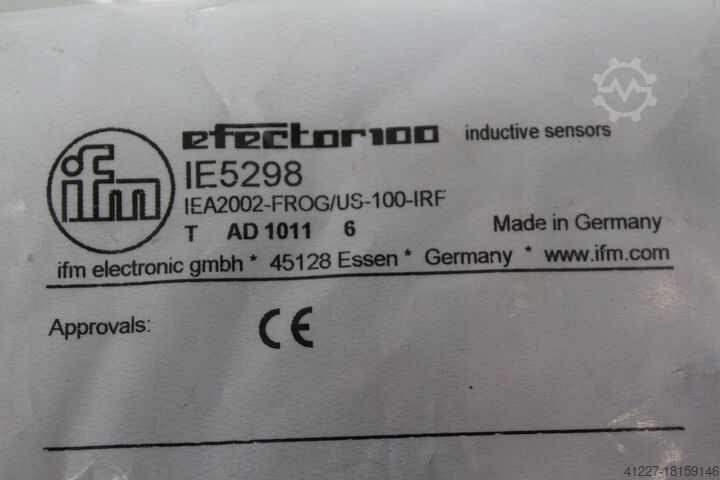 efector100 inductive sensors
ifm
IE5298
IEA2002-FROG/US-100-IRF
T AD 1011 6 Made in Germany
ifm electronic gmbh * 45128 Essen * Germany * www.ifm.com
Approvals: CE
41227-18159146